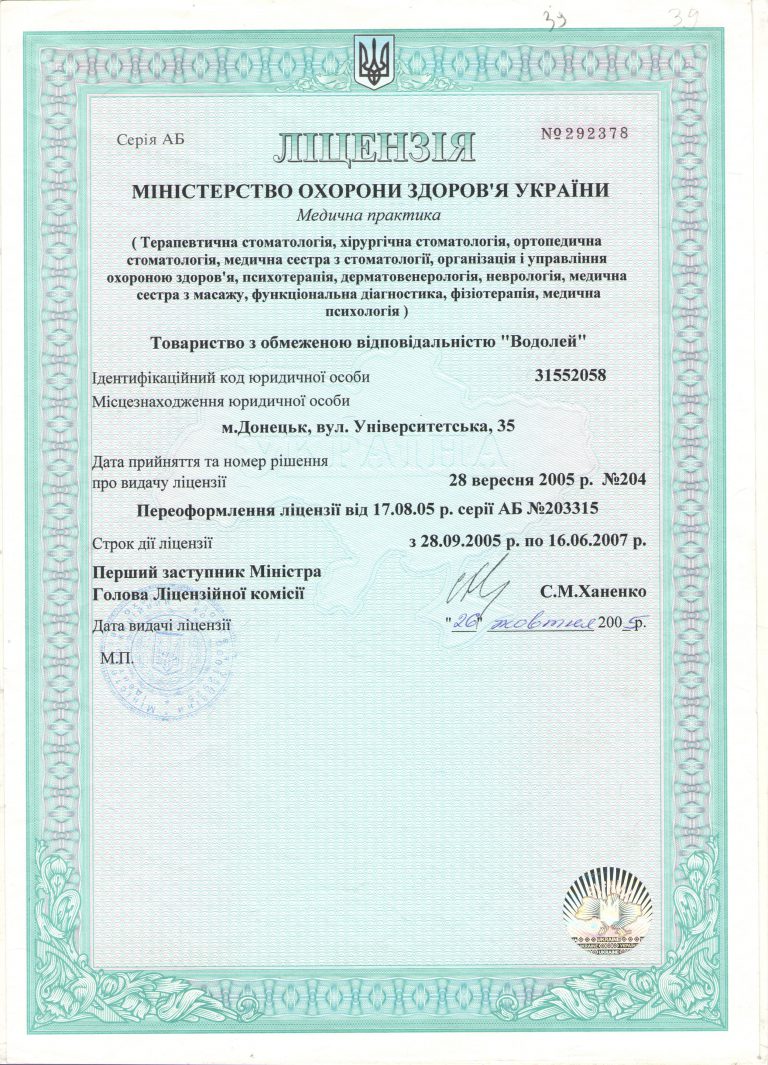 39 39
Серія АБ
ЛІЦЕНЗІЯ
№292378
МІНІСТЕРСТВО ОХОРОНИ ЗДОРОВ'Я УКРАЇНИ
Медична практика
( Терапевтична стоматологія, хірургічна стоматологія, ортопедична
стоматологія, медична сестра з стоматології, організація і управління
охороною здоров'я, психотерапія, дерматовенерологія, неврологія, медична
сестра з масажу, функціональна діагностика, фізіотерапія, медична
психологія )
Товариство з обмеженою відповідальністю "Водолей"
Ідентифікаційний код юридичної особи 31552058
Місцезнаходження юридичної особи
м.Донецьк, вул. Університетська, 35
Дата прийняття та номер рішення
про видачу ліцензії 28 вересня 2005 р. №204
Переоформлення ліцензії від 17.08.05 р. серії АБ №203315
Строк дії ліцензії з 28.09.2005 р. по 16.06.2007 р.
Перший заступник Міністра
Голова Ліцензійної комісії С.М.Ханенко
Дата видачі ліцензії "26" жовтня 2005р.
М.П.
UKRAINE